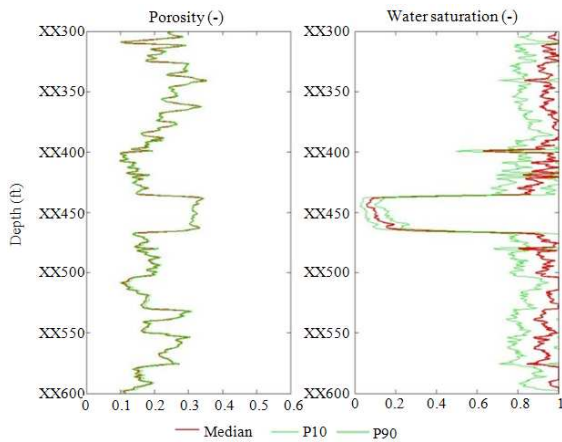 Porosity (-)
Water saturation (-)
XX300
XX350
XX400
XX450
XX500
XX550
XX600
Depth (ft)
XX300
XX350
XX400
XX450
XX500
XX550
XX600
0 0.1 0.2 0.3 0.4 0.5 0.6
0 0.2 0.4 0.6 0.8 1
Median P10 P90